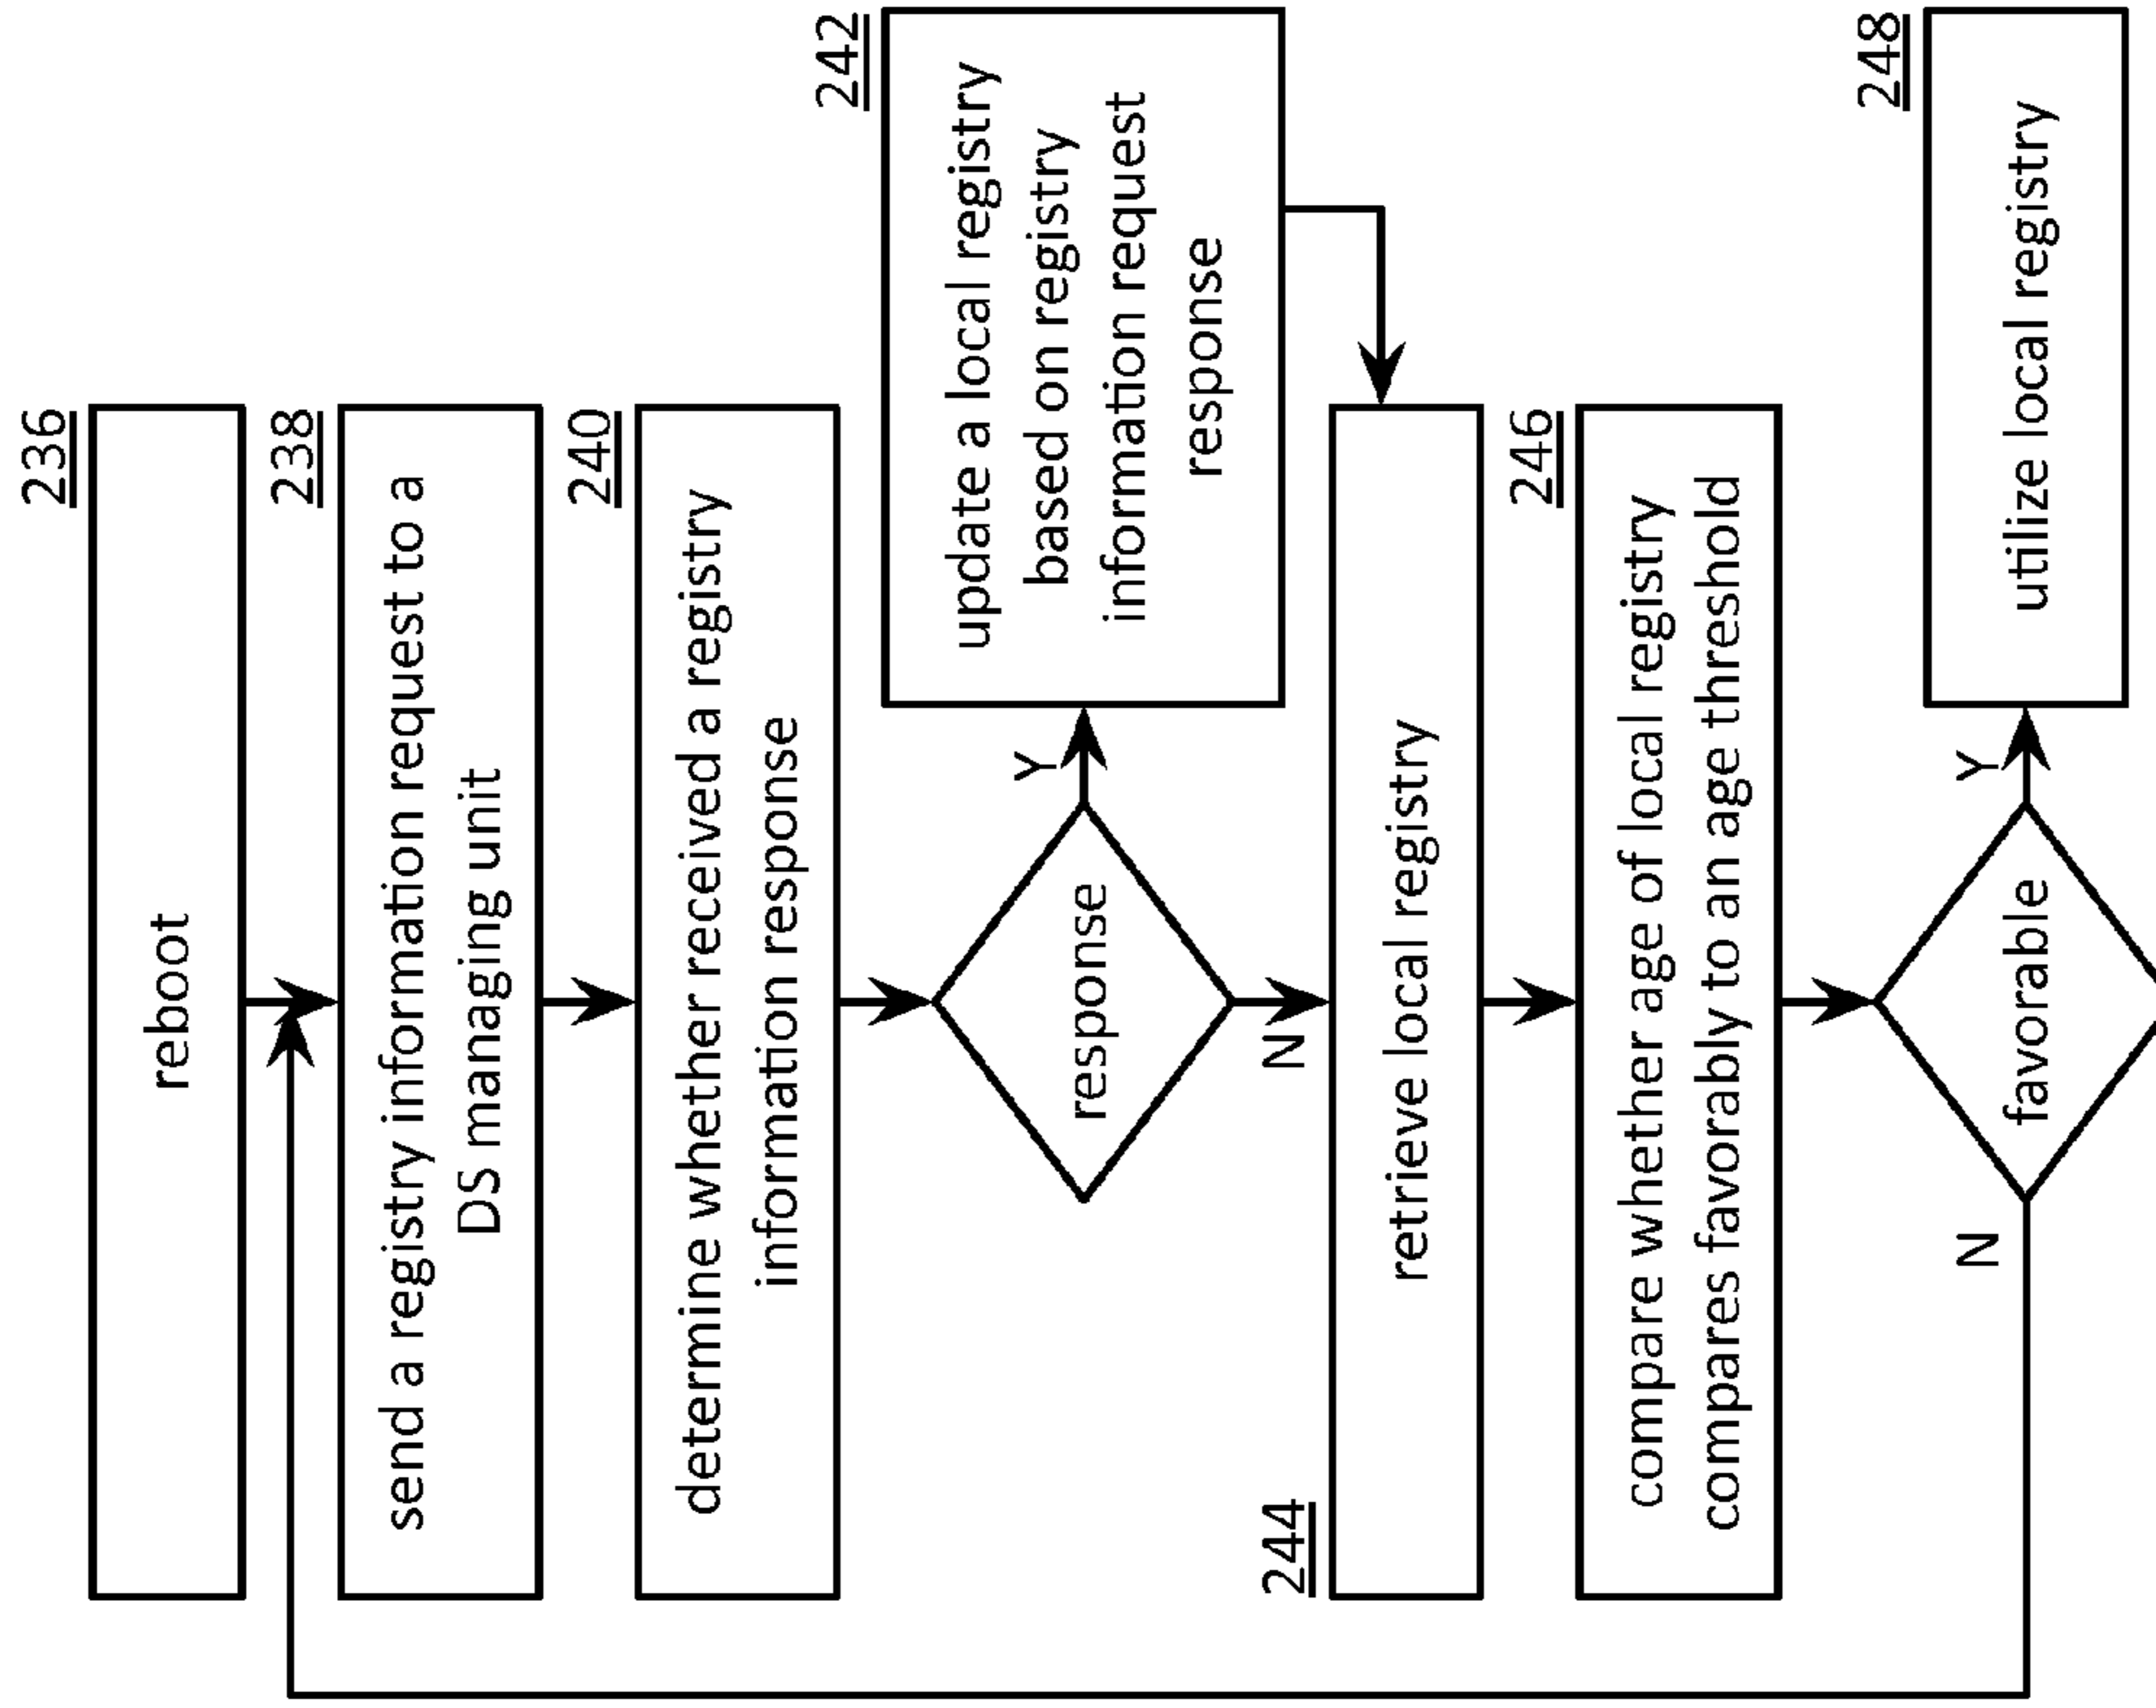 236
reboot
238
send a registry information request to a
DS managing unit
240
determine whether received a registry
information response
response
Y
N
242
update a local registry
based on registry
information request
response
244
retrieve local registry
246
compare whether age of local registry
compares favorably to an age threshold
favorable
N
Y
248
utilize local registry